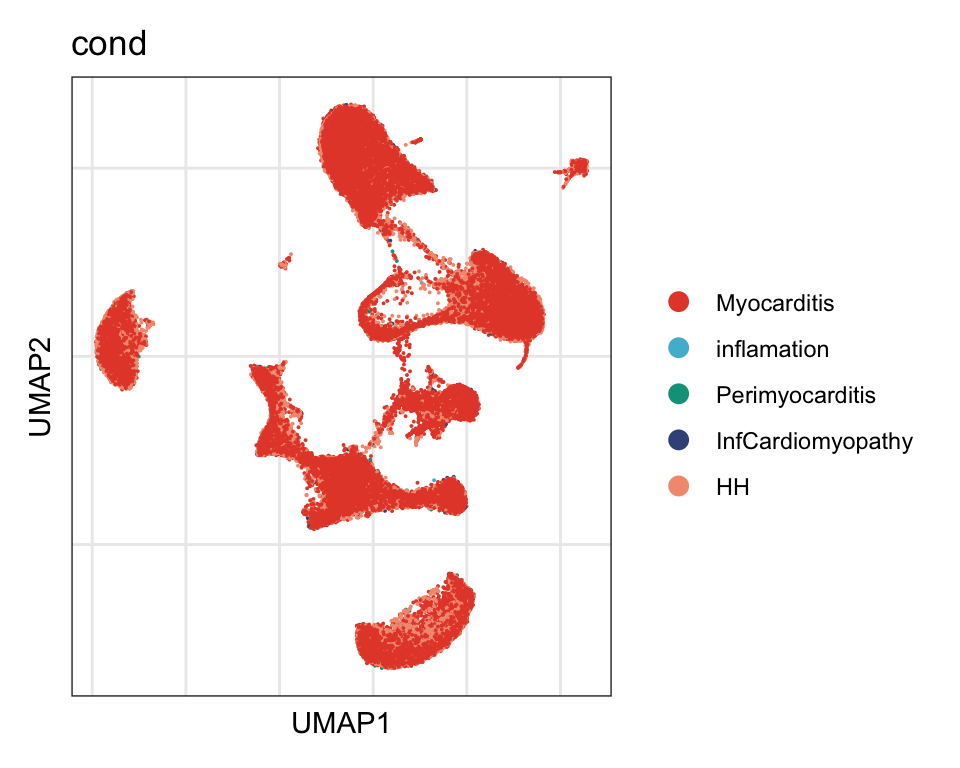 cond
UMAP2
UMAP1
Myocarditis
inflamation
Perimyocarditis
InfCardiomyopathy
HH